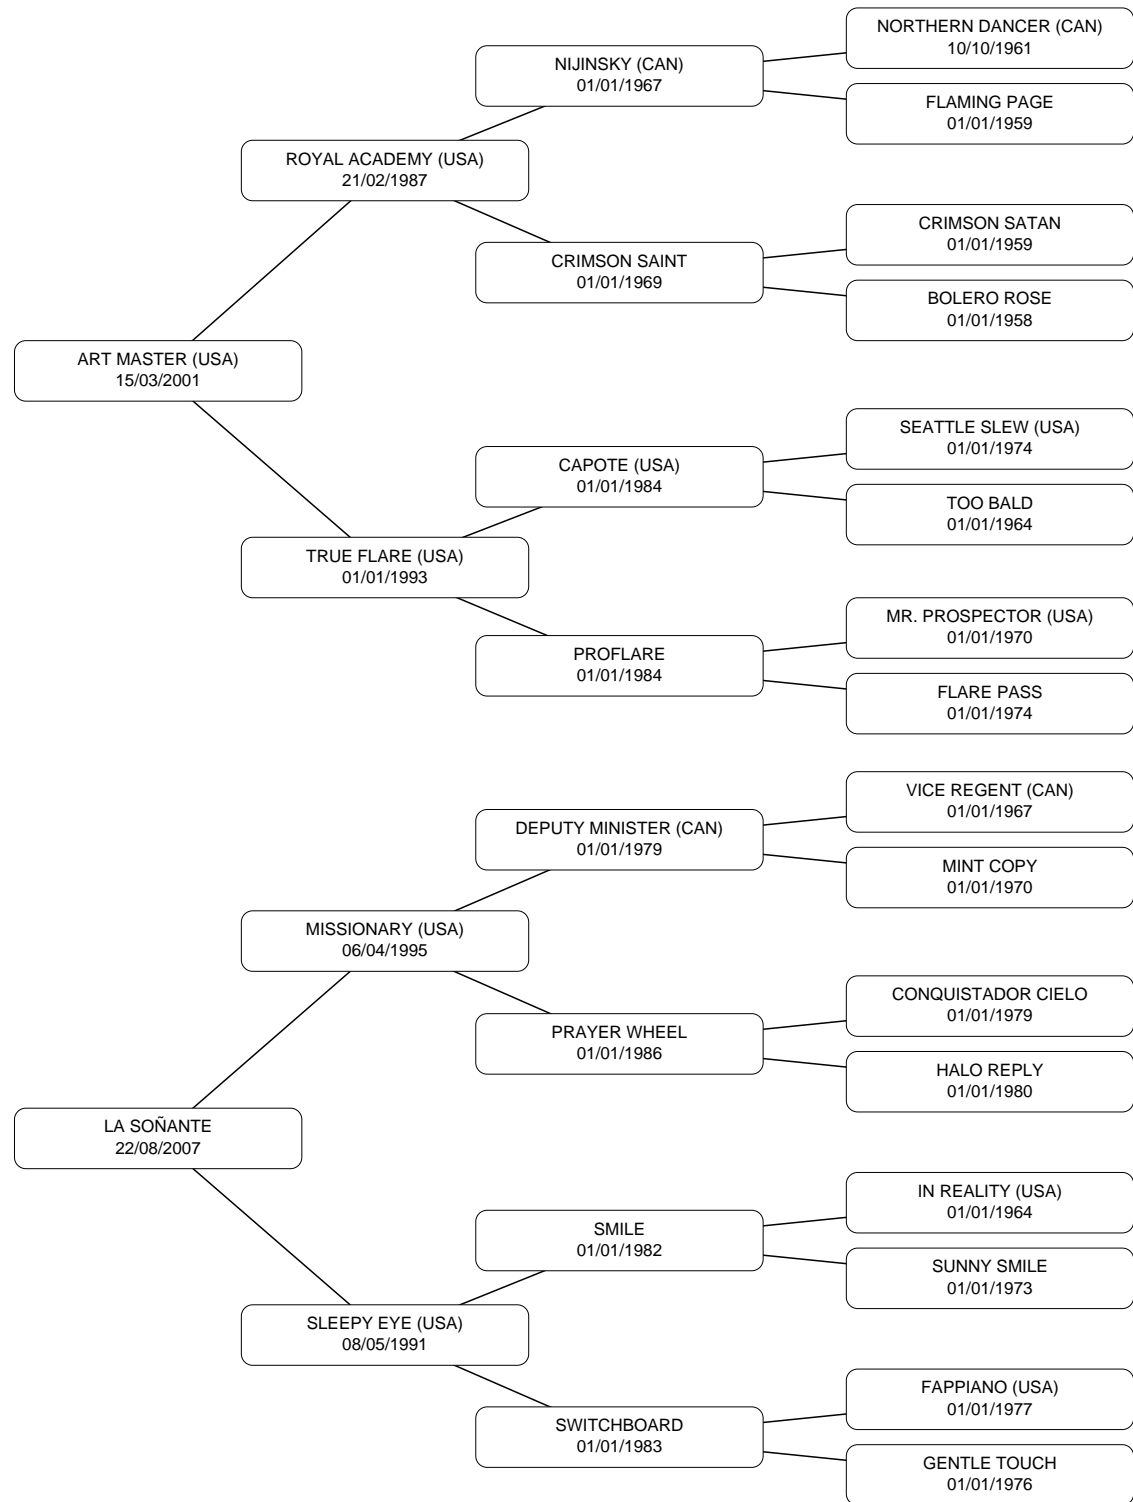 NORTHERN DANCER (CAN)
10/10/1961
NIJINSKY (CAN)
01/01/1967
FLAMING PAGE
01/01/1959
ROYAL ACADEMY (USA)
21/02/1987
CRIMSON SATAN
01/01/1959
CRIMSON SAINT
01/01/1969
BOLERO ROSE
01/01/1958
ART MASTER (USA)
15/03/2001
SEATTLE SLEW (USA)
01/01/1974
CAPOTE (USA)
01/01/1984
TOO BALD
01/01/1964
TRUE FLARE (USA)
01/01/1993
MR. PROSPECTOR (USA)
01/01/1970
PROFLARE
01/01/1984
FLARE PASS
01/01/1974
VICE REGENT (CAN)
01/01/1967
DEPUTY MINISTER (CAN)
01/01/1979
MINT COPY
01/01/1970
MISSIONARY (USA)
06/04/1995
CONQUISTADOR CIELO
01/01/1979
PRAYER WHEEL
01/01/1986
HALO REPLY
01/01/1980
LA SOÑANTE
22/08/2007
IN REALITY (USA)
01/01/1964
SMILE
01/01/1982
SUNNY SMILE
01/01/1973
SLEEPY EYE (USA)
08/05/1991
FAPPIANO (USA)
01/01/1977
SWITCHBOARD
01/01/1983
GENTLE TOUCH
01/01/1976